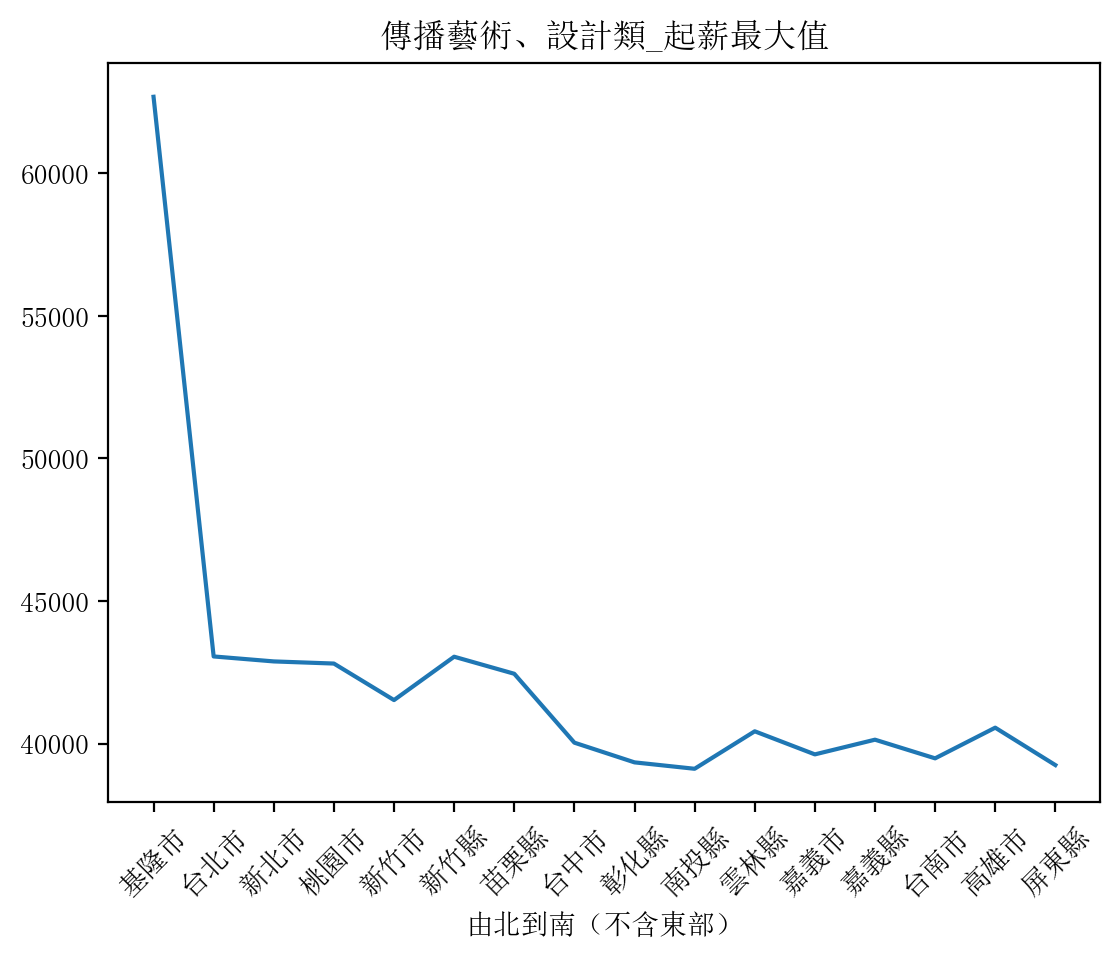 傳播藝術、設計類_起薪最大值
60000
55000
50000
45000
40000
基隆市
台北市
新北市
桃園市
新竹市
新竹縣
苗栗縣
台中市
彰化縣
南投縣
雲林縣
嘉義市
嘉義縣
台南市
高雄市
屏東縣
由北到南（不含東部）